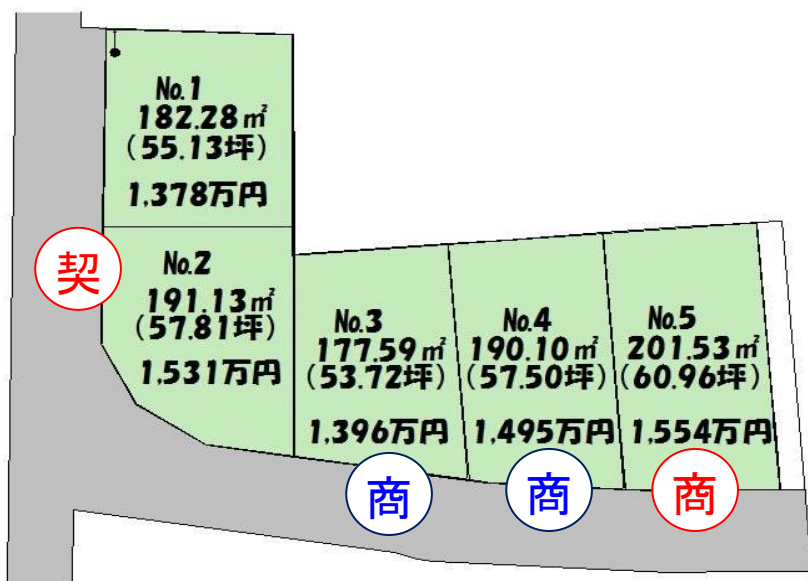 No.1
182.28㎡
(55.13坪)
1,378万円
契
No.2
191.13㎡
(57.81坪)
1,531万円
No.3
177.59㎡
(53.72坪)
1,396万円
商
No.4
190.10㎡
(57.50坪)
1,495万円
商
No.5
201.53㎡
(60.96坪)
1,554万円
商